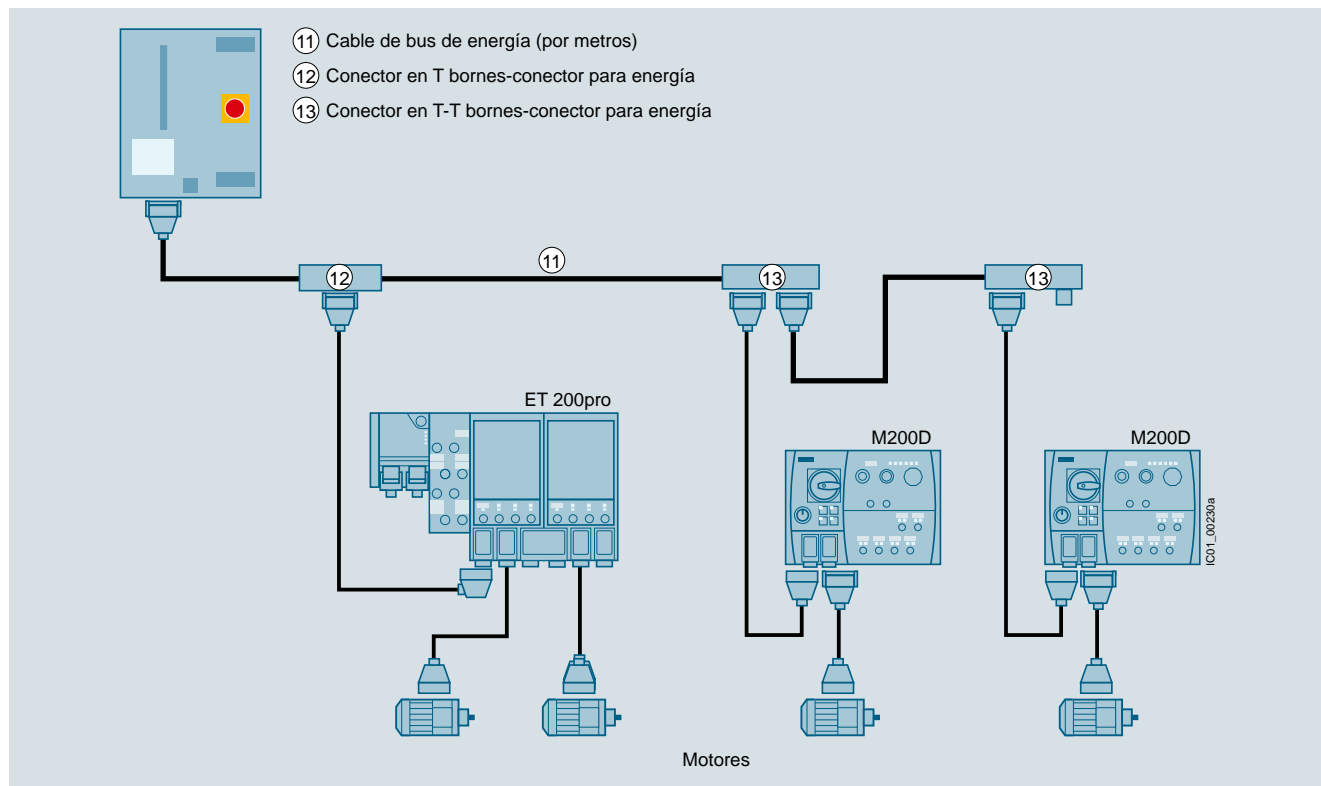 11 Cable de bus de energía (por metros)
12 Conector en T bornes-conector para energía
13 Conector en T-T bornes-conector para energía
11
12
13
13
ET 200pro
M200D
M200D
IC01_00230a
Motores